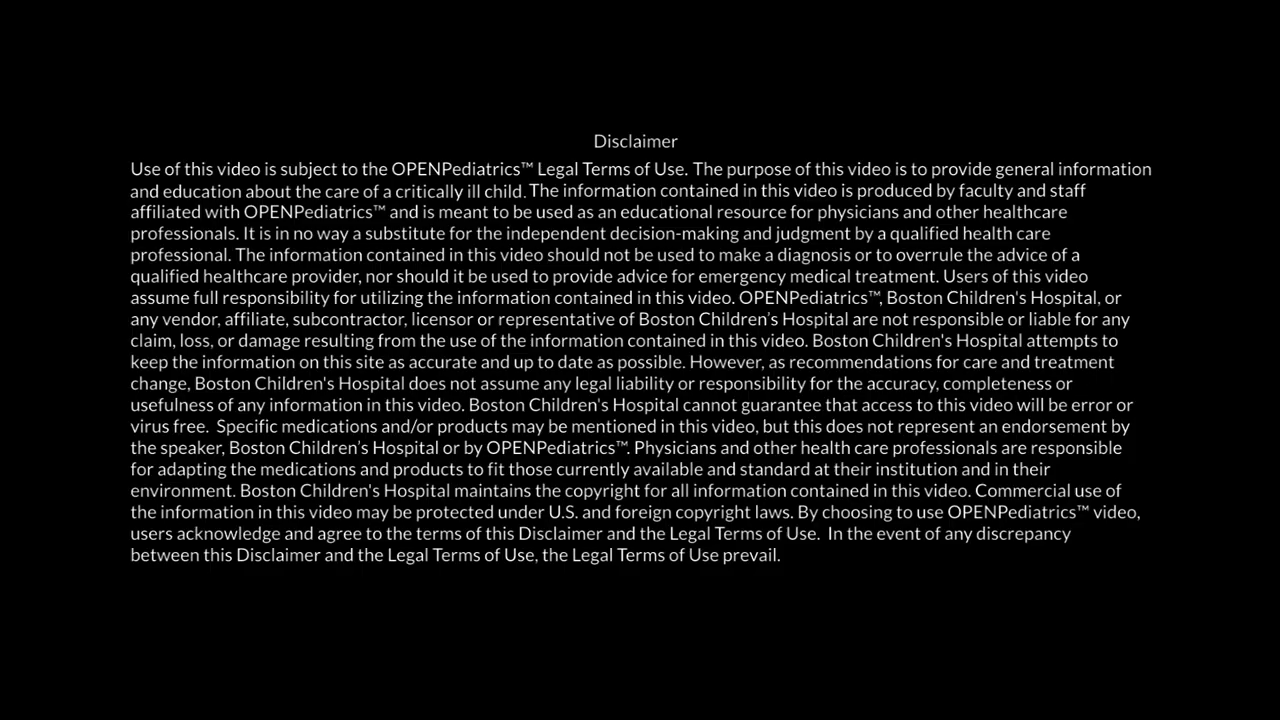 Disclaimer
Use of this video is subject to the OPENPediatrics™ Legal Terms of Use. The purpose of this video is to provide general information
and education about the care of a critically ill child. The information contained in this video is produced by faculty and staff
affiliated with OPENPediatrics™ and is meant to be used as an educational resource for physicians and other healthcare
professionals. It is in no way a substitute for the independent decision-making and judgment by a qualified health care
professional. The information contained in this video should not be used to make a diagnosis or to overrule the advice of a
qualified healthcare provider, nor should it be used to provide advice for emergency medical treatment. Users of this video
assume full responsibility for utilizing the information contained in this video. OPENPediatrics™, Boston Children's Hospital, or
any vendor, affiliate, subcontractor, licensor or representative of Boston Children’s Hospital are not responsible or liable for any
claim, loss, or damage resulting from the use of the information contained in this video. Boston Children's Hospital attempts to
keep the information on this site as accurate and up to date as possible. However, as recommendations for care and treatment
change, Boston Children's Hospital does not assume any legal liability or responsibility for the accuracy, completeness or
usefulness of any information in this video. Boston Children's Hospital cannot guarantee that access to this video will be error or
virus free.  Specific medications and/or products may be mentioned in this video, but this does not represent an endorsement by
the speaker, Boston Children’s Hospital or by OPENPediatrics™. Physicians and other health care professionals are responsible
for adapting the medications and products to fit those currently available and standard at their institution and in their
environment. Boston Children's Hospital maintains the copyright for all information contained in this video. Commercial use of
the information in this video may be protected under U.S. and foreign copyright laws. By choosing to use OPENPediatrics™ video,
users acknowledge and agree to the terms of this Disclaimer and the Legal Terms of Use.  In the event of any discrepancy
between this Disclaimer and the Legal Terms of Use, the Legal Terms of Use prevail.